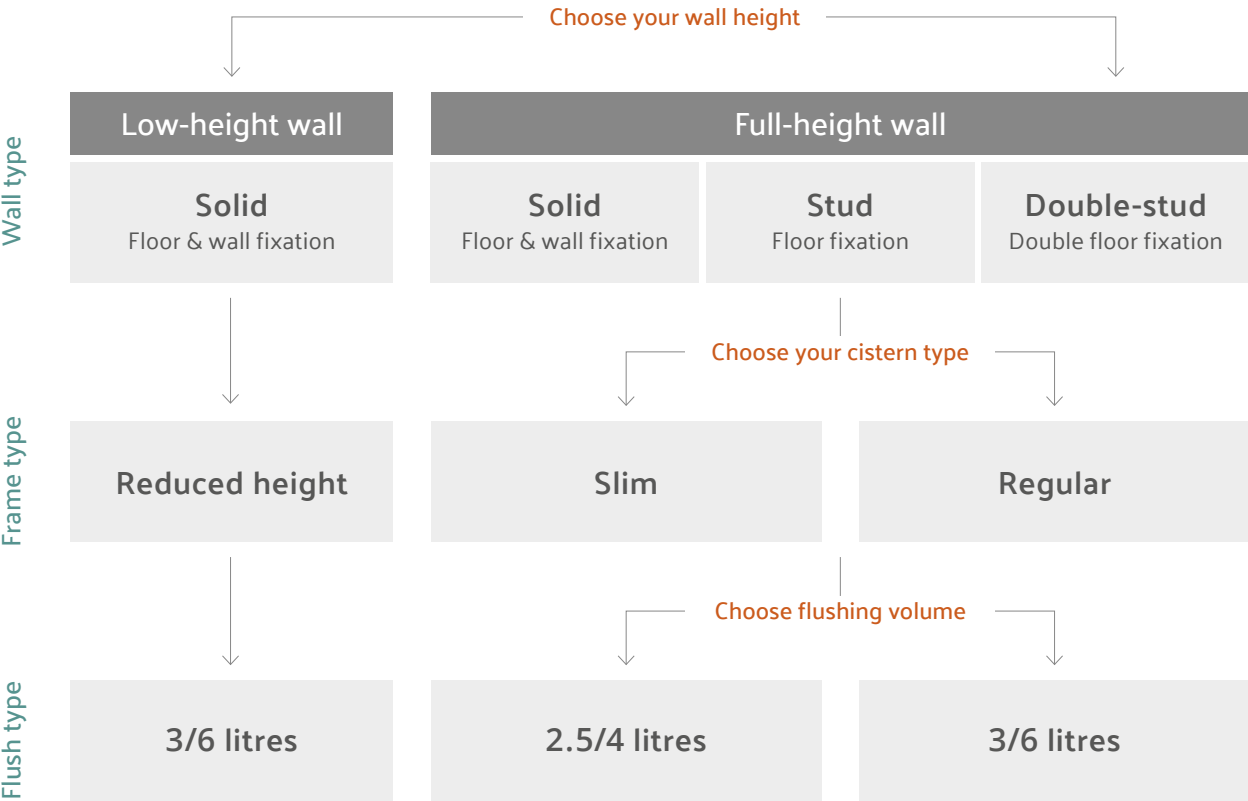 Choose your wall height
Wall type
Low-height wall
Full-height wall
Solid
Floor & wall fixation
Solid
Floor & wall fixation
Stud
Floor fixation
Double-stud
Double floor fixation
Choose your cistern type
Frame type
Reduced height
Slim
Regular
Choose flushing volume
Flush type
3/6 litres
2.5/4 litres
3/6 litres